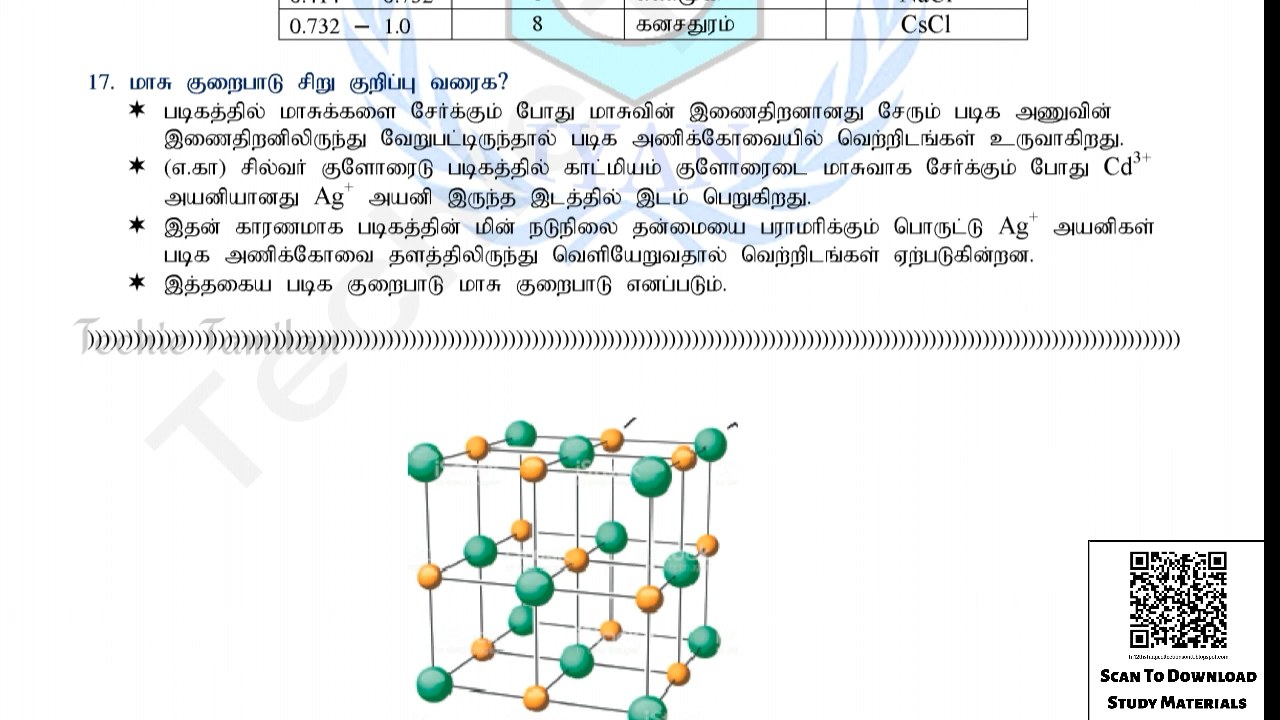 0.732 – 1.0 8 கனசதுரம் CsCl
17. மாசு குறைபாடு சிறு குறிப்பு வரைக?
★ படிகத்தில் மாசுக்களை சேர்க்கும் போது மாசுவின் இணைதிறனானது சேரும் படிக அணுவின்
இணைதிறனிலிருந்து வேறுபட்டிருந்தால் படிக அணிக்கோவையில் வெற்றிடங்கள் உருவாகிறது.
★ (எ.கா) சில்வர் குளோரைடு படிகத்தில் காட்மியம் குளோரைடை மாசுவாக சேர்க்கும் போது Cd³⁺
அயனியானது Ag⁺ அயனி இருந்த இடத்தில் இடம் பெறுகிறது.
★ இதன் காரணமாக படிகத்தின் மின் நடுநிலை தன்மையை பராமரிக்கும் பொருட்டு Ag⁺ அயனிகள்
படிக அணிக்கோவை தளத்திலிருந்து வெளியேறுவதால் வெற்றிடங்கள் ஏற்படுகின்றன.
★ இத்தகைய படிக குறைபாடு மாசு குறைபாடு எனப்படும்.
Techie Tamilan
SCAN TO DOWNLOAD
STUDY MATERIALS